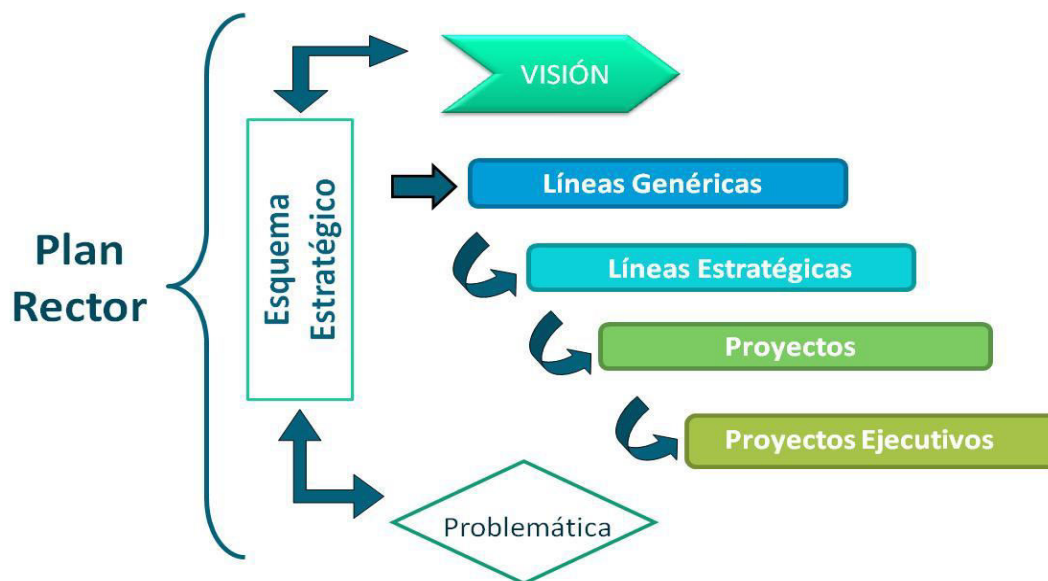 Plan
Rector
Esquema
Estratégico
VISIÓN
Líneas Genéricas
Líneas Estratégicas
Proyectos
Proyectos Ejecutivos
Problemática